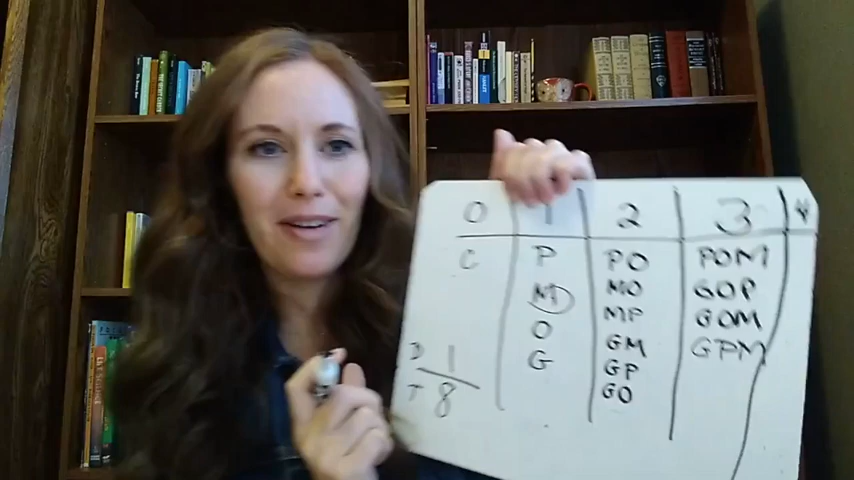 0 1 2 3 4
C P PO POM
M MO GOP
O MP GOM
G GM GPM
GP
GO
D 1
T 8